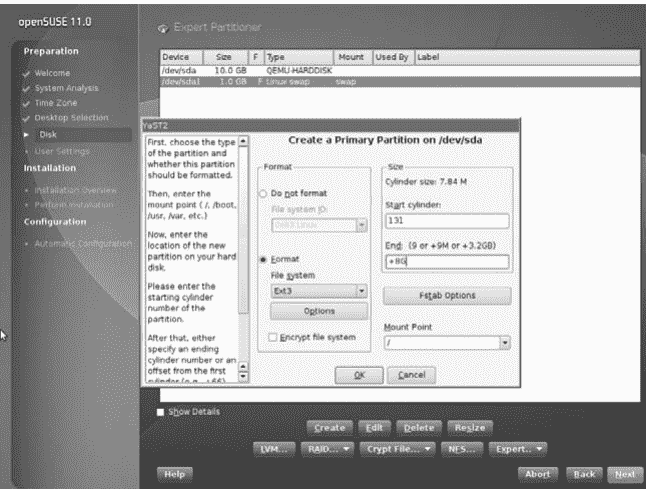 openSUSE 11.0
Preparation
Welcome
System Analysis
Time Zone
Desktop Selection
Disk
User Settings
Installation
Installation Overview
Perform Installation
Configuration
Automatic Configuration
Expert Partitioner
Device Size F Type Mount Used By Label
/dev/sda 10.0 GB QEMU-HARDDISK
/dev/sda1 1.0 GB F Linux swap swap
YaST2
First, choose the type
of the partition and
whether this partition
should be formatted.
Then, enter the
mount point ( /, /boot,
/usr, /var, etc.)
Now, enter the
location of the new
partition on your hard
disk.
Please enter the
starting cylinder
number of the
partition.
After that, either
specify an ending
cylinder number or an
offset from the first
cylinder (e.g., +66).
Create a Primary Partition on /dev/sda
Format
Do not format
File system ID:
0x83 Linux
Format
File system
Ext3
Options
Encrypt file system
Size
Cylinder size: 7.84 M
Start cylinder:
131
End: (9 or +9M or +3.2GB)
+8G
Fstab Options
Mount Point
/
OK Cancel
Show Details
Create Edit Delete Resize
LVM... RAID... Crypt File... NFS... Expert..
Help Abort Back Next